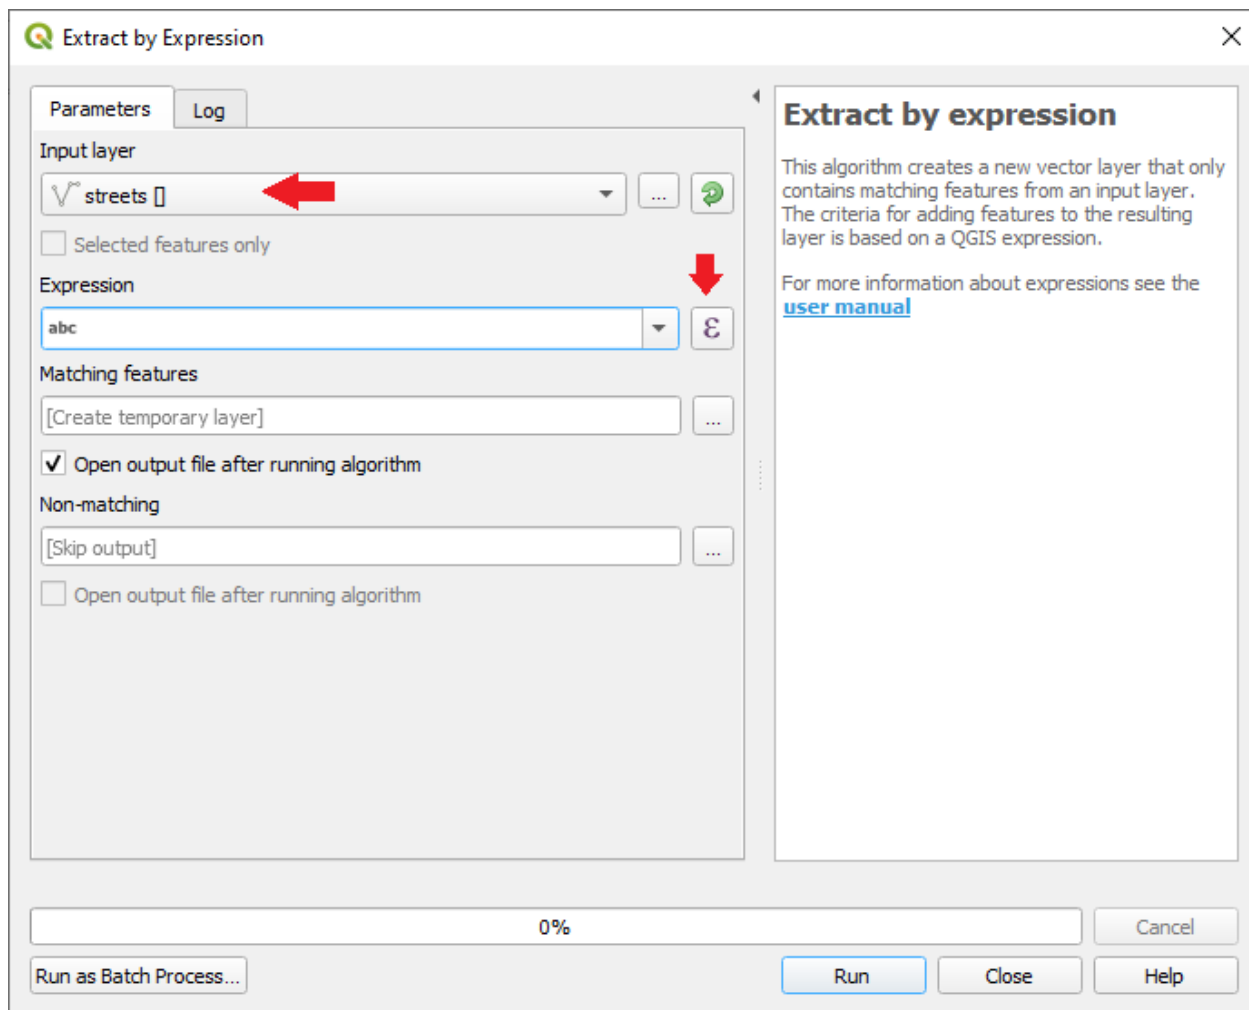 Extract by Expression
Parameters
Log
Input layer
streets []
...
Selected features only
Expression
abc
ε
Matching features
[Create temporary layer]
...
Open output file after running algorithm
Non-matching
[Skip output]
...
Open output file after running algorithm
Extract by expression
This algorithm creates a new vector layer that only
contains matching features from an input layer.
The criteria for adding features to the resulting
layer is based on a QGIS expression.
For more information about expressions see the
user manual
0%
Cancel
Run as Batch Process...
Run
Close
Help